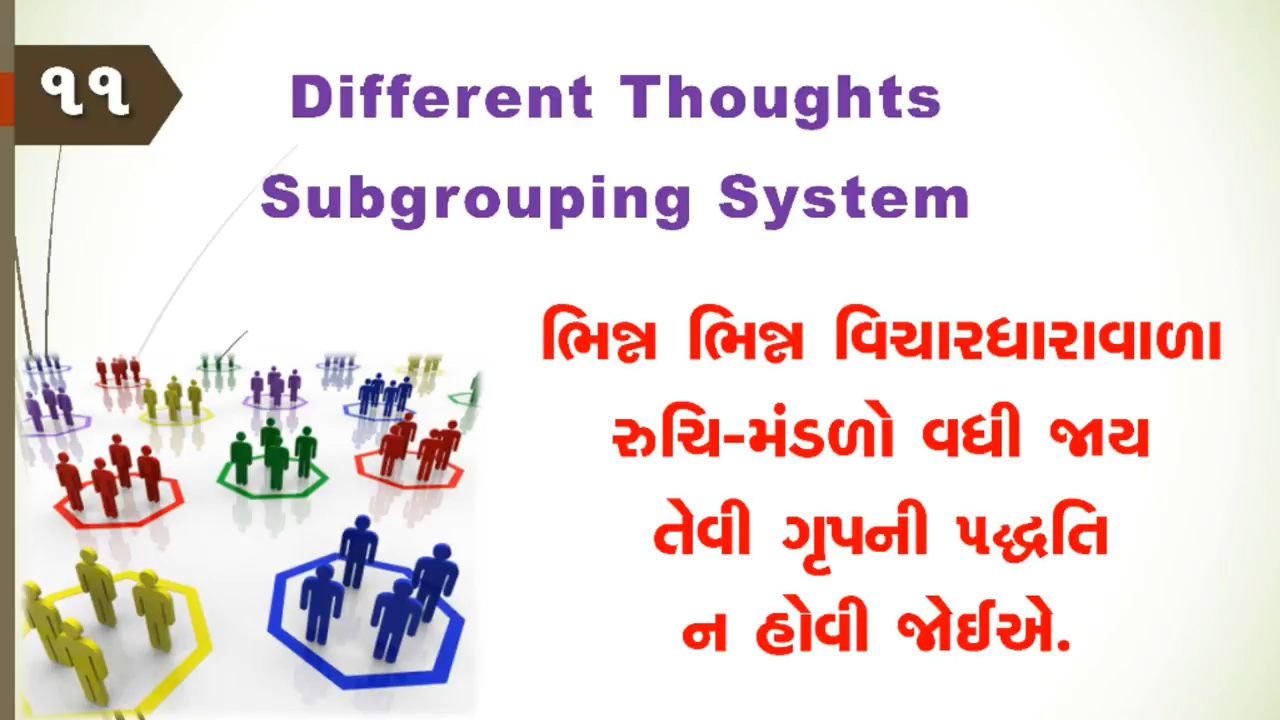 ૧૧
Different Thoughts
Subgrouping System
ભિન્ન ભિન્ન વિચારધારાવાળા
રુચિ-મંડળો વધી જાય
તેવી ગૃપની પદ્ધતિ
ન હોવી જોઈએ.